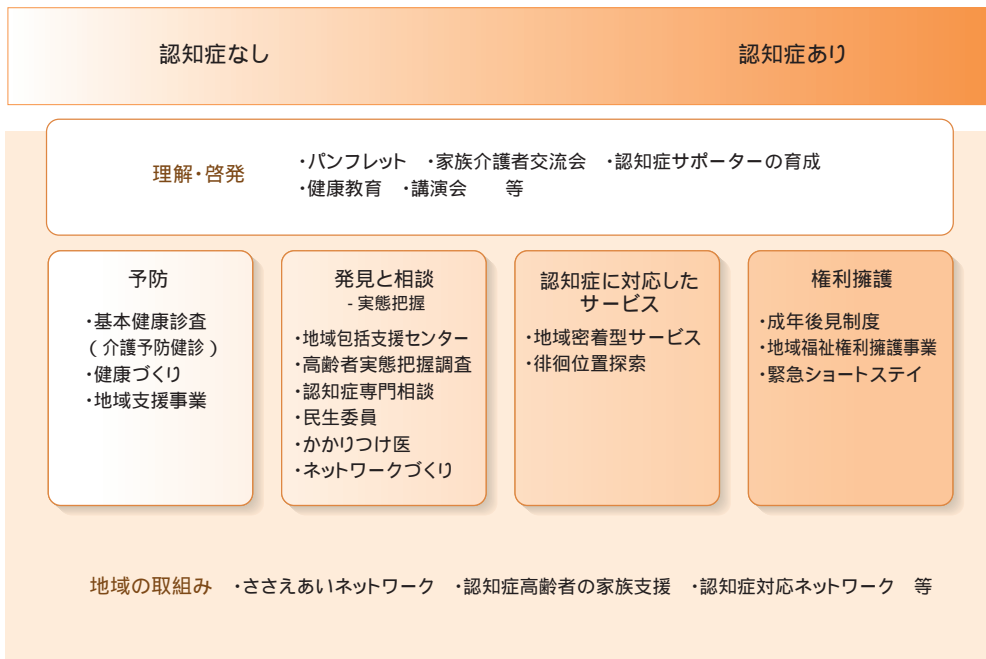 認知症なし
認知症あり
理解・啓発
・パンフレット ・家族介護者交流会 ・認知症サポーターの育成
・健康教育 ・講演会 等
予防
・基本健康診査
(介護予防健診)
・健康づくり
・地域支援事業
発見と相談
- 実態把握
・地域包括支援センター
・高齢者実態把握調査
・認知症専門相談
・民生委員
・かかりつけ医
・ネットワークづくり
認知症に対応した
サービス
・地域密着型サービス
・徘徊位置探索
権利擁護
・成年後見制度
・地域福祉権利擁護事業
・緊急ショートステイ
地域の取組み ・ささえあいネットワーク ・認知症高齢者の家族支援 ・認知症対応ネットワーク 等